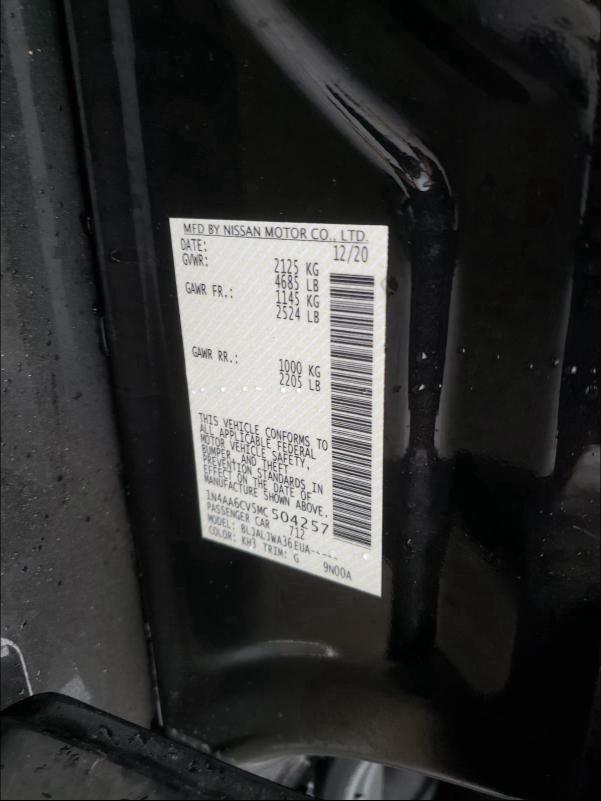 MFD BY NISSAN MOTOR CO., LTD.
DATE: 12/20
GVWR: 2125 KG
4685 LB
GAWR FR.: 1145 KG
2524 LB
GAWR RR.: 1000 KG
2205 LB
THIS VEHICLE CONFORMS TO
ALL APPLICABLE FEDERAL
MOTOR VEHICLE SAFETY,
BUMPER, AND THEFT
PREVENTION STANDARDS IN
EFFECT ON THE DATE OF
MANUFACTURE SHOWN ABOVE.
1N4AA6CV5MC504257
PASSENGER CAR 712
MODEL: BLJALJWA36EUA-----
COLOR: KH3 TRIM: G 9N00A